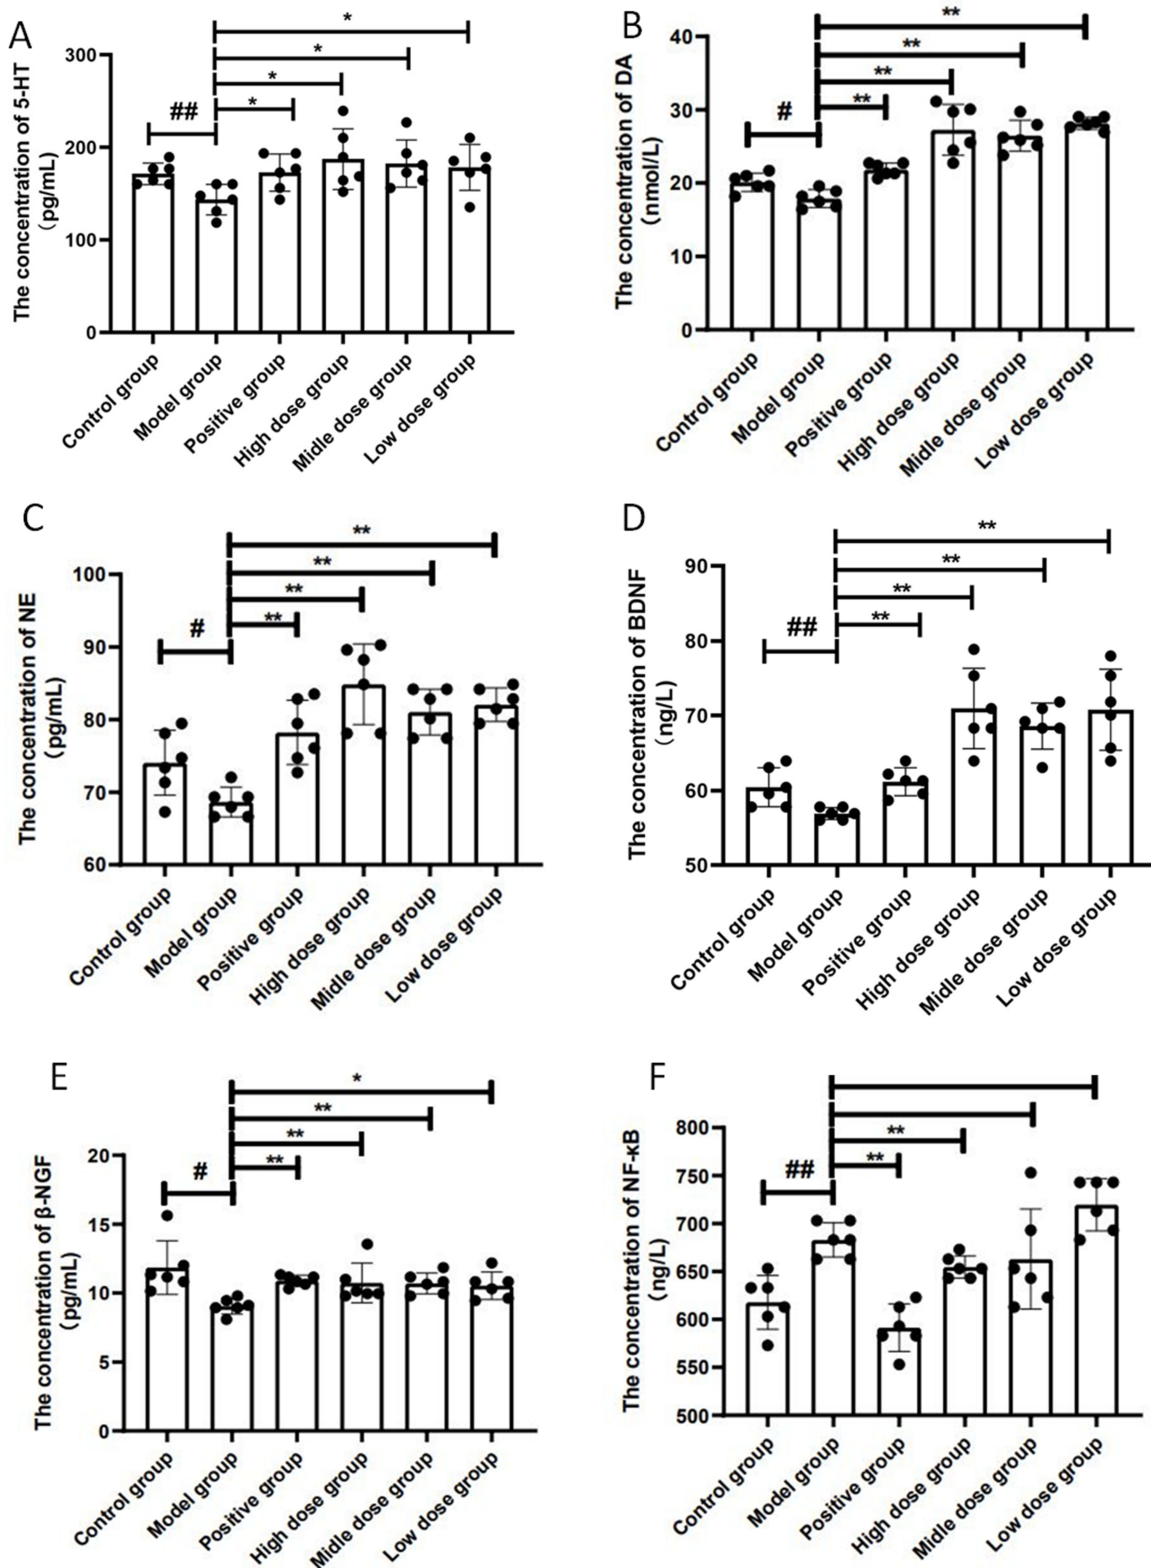 A
The concentration of 5-HT
(pg/mL)
300
200
100
0
##
*
*
*
*
Control group
Model group
Positive group
High dose group
Midle dose group
Low dose group
B
The concentration of DA
(nmol/L)
40
30
20
10
0
#
**
**
**
**
Control group
Model group
Positive group
High dose group
Midle dose group
Low dose group
C
The concentration of NE
(pg/mL)
100
90
80
70
60
#
**
**
**
**
Control group
Model group
Positive group
High dose group
Midle dose group
Low dose group
D
The concentration of BDNF
(ng/L)
90
80
70
60
50
##
**
**
**
**
Control group
Model group
Positive group
High dose group
Midle dose group
Low dose group
E
The concentration of β-NGF
(pg/mL)
20
15
10
5
0
#
*
**
**
**
Control group
Model group
Positive group
High dose group
Midle dose group
Low dose group
F
The concentration of NF-κB
(ng/L)
800
750
700
650
600
550
500
##
**
**
Control group
Model group
Positive group
High dose group
Midle dose group
Low dose group